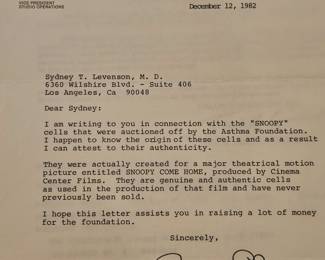 VICE PRESIDENT
STUDIO OPERATIONS
December 12, 1982
Sydney T. Levenson, M. D.
6360 Wilshire Blvd. - Suite 406
Los Angeles, Ca  90048
Dear Sydney:
I am writing to you in connection with the "SNOOPY"
cells that were auctioned off by the Asthma Foundation.
I happen to know the origin of these cells and as a result
I can attest to their authenticity.
They were actually created for a major theatrical motion
picture entitled SNOOPY COME HOME, produced by Cinema
Center Films.  They are genuine and authentic cells
as used in the production of that film and have never
previously been sold.
I hope this letter assists you in raising a lot of money
for the foundation.
Sincerely,